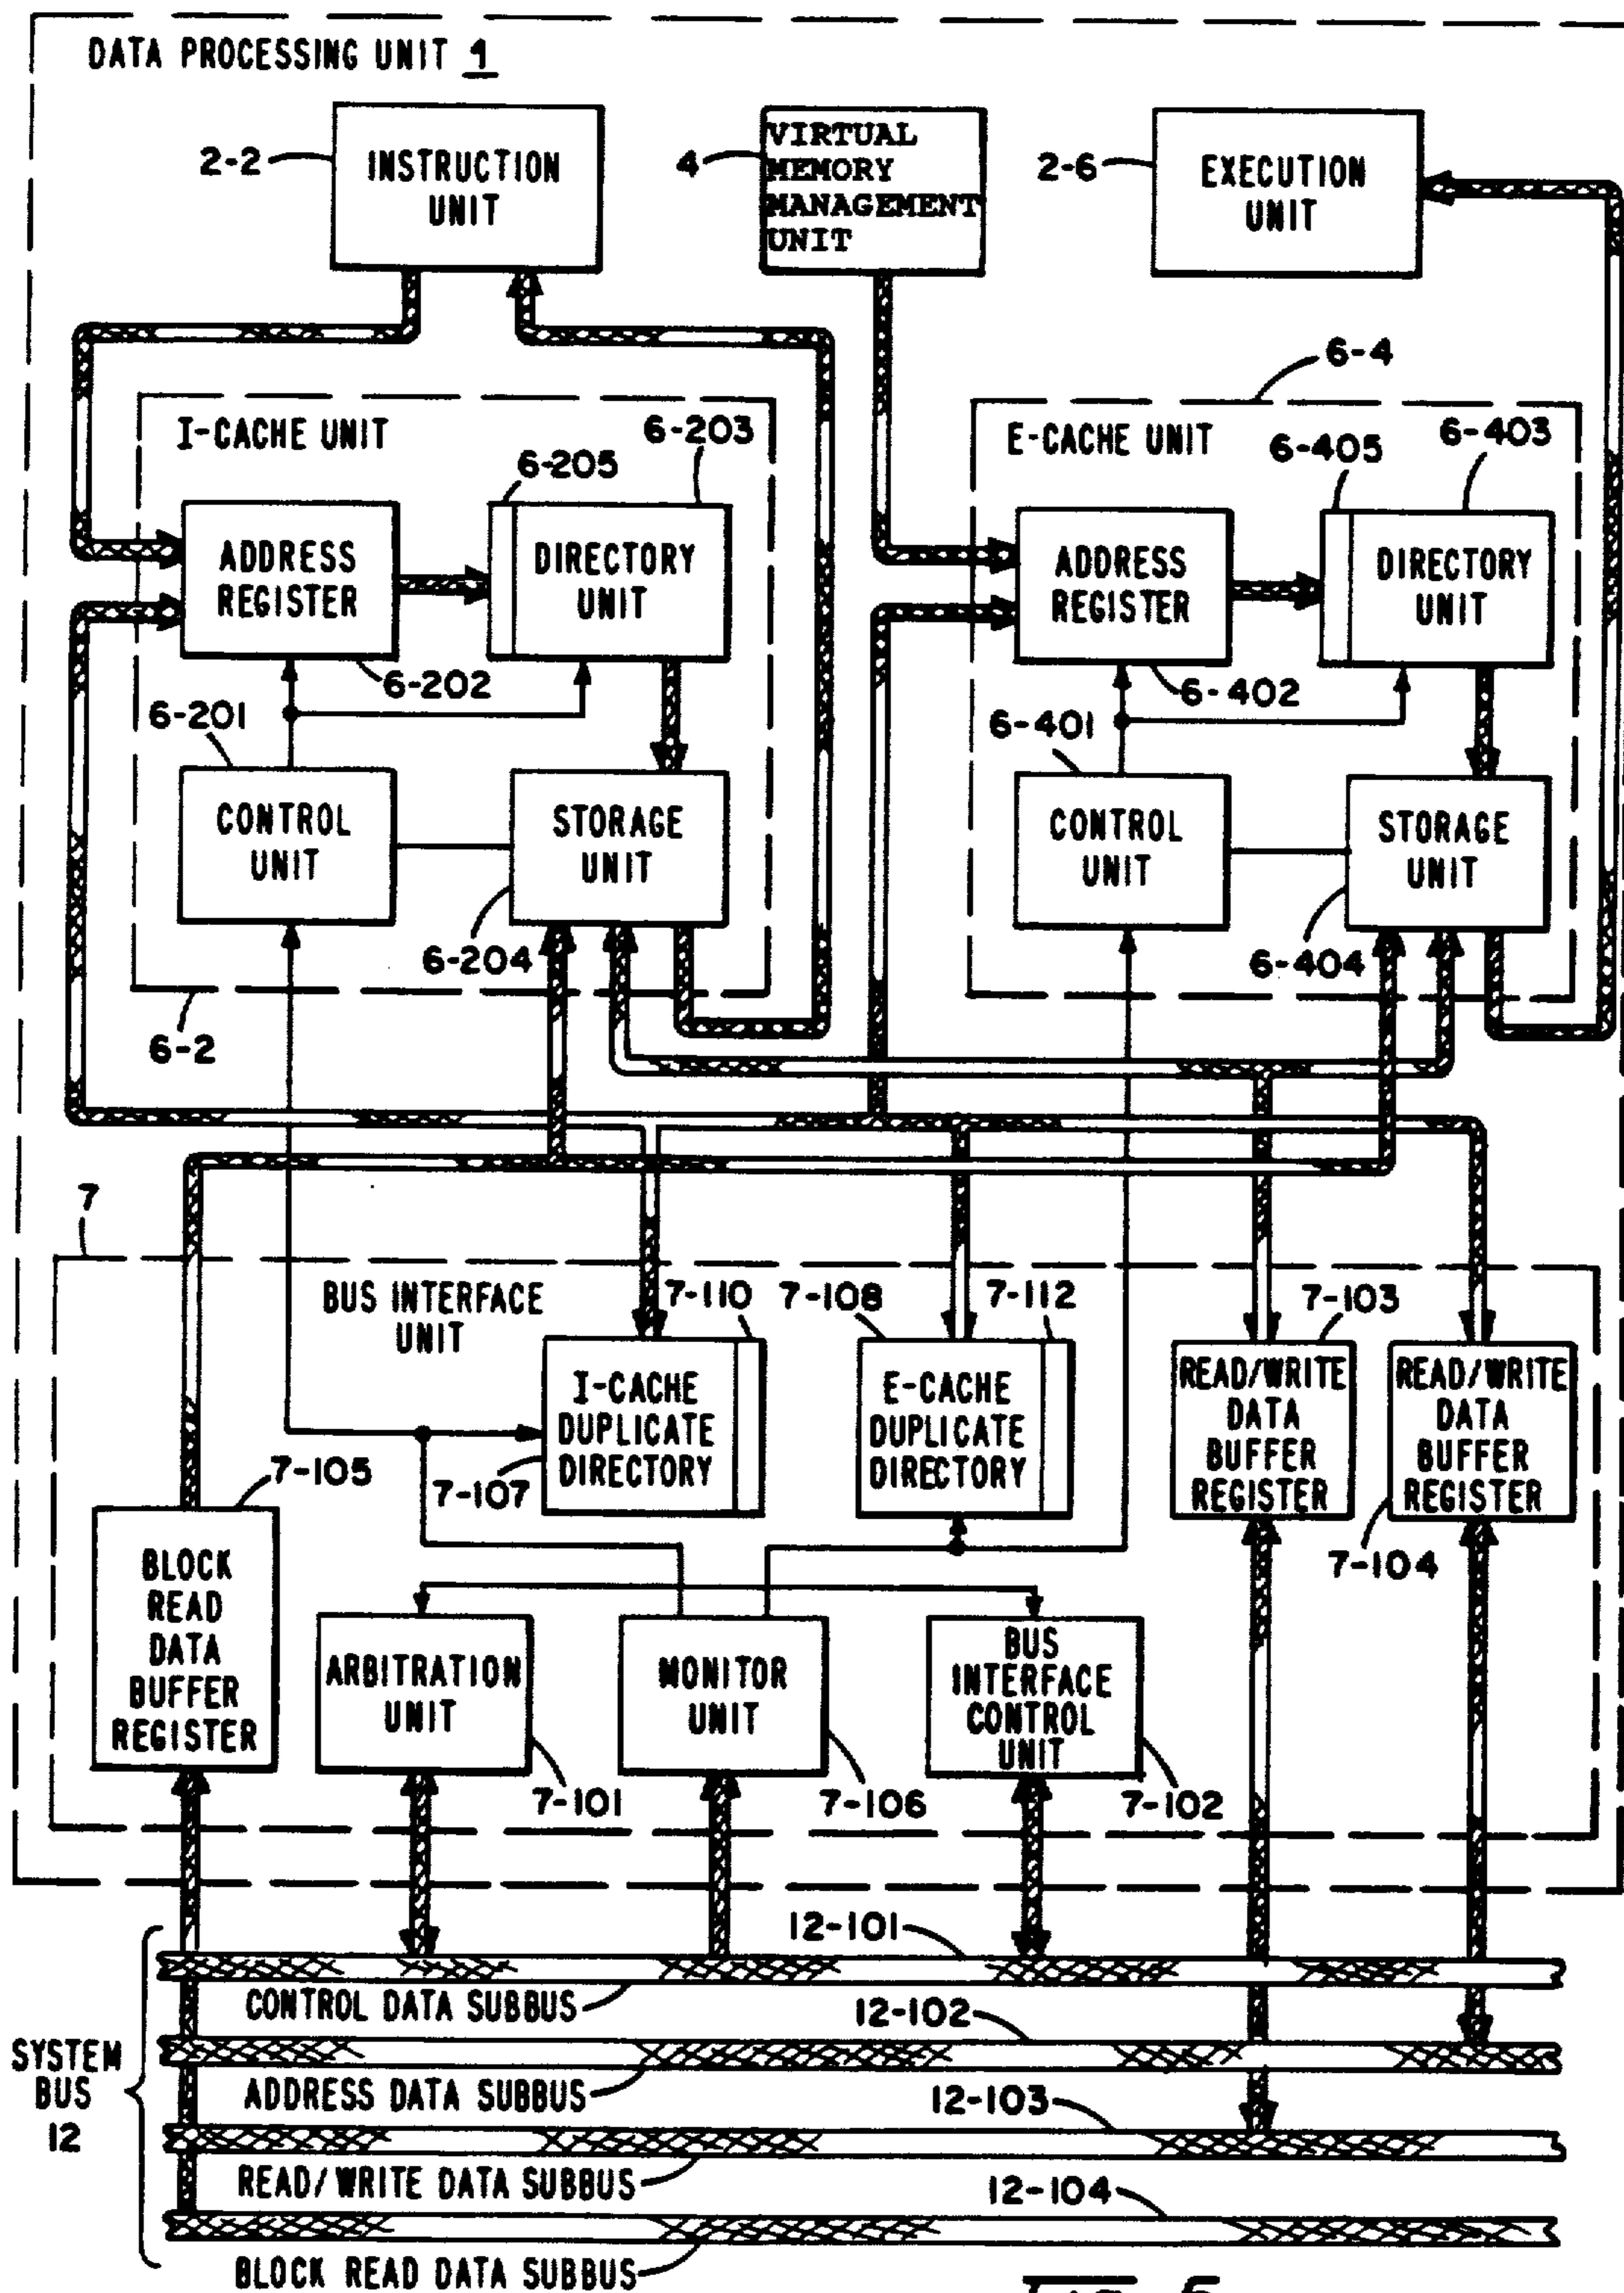 DATA PROCESSING UNIT 1
2-2
INSTRUCTION
UNIT
4
VIRTUAL
MEMORY
MANAGEMENT
UNIT
2-6
EXECUTION
UNIT
6-4
I-CACHE UNIT
6-203
6-205
E-CACHE UNIT
6-403
6-405
ADDRESS
REGISTER
DIRECTORY
UNIT
ADDRESS
REGISTER
DIRECTORY
UNIT
6-202
6-402
6-201
6-401
CONTROL
UNIT
STORAGE
UNIT
CONTROL
UNIT
STORAGE
UNIT
6-204
6-404
6-2
7
BUS INTERFACE
UNIT
7-110
7-108
7-112
7-103
I-CACHE
DUPLICATE
DIRECTORY
E-CACHE
DUPLICATE
DIRECTORY
READ/WRITE
DATA
BUFFER
REGISTER
READ/WRITE
DATA
BUFFER
REGISTER
7-105
7-107
7-104
BLOCK
READ
DATA
BUFFER
REGISTER
ARBITRATION
UNIT
MONITOR
UNIT
BUS
INTERFACE
CONTROL
UNIT
7-101
7-106
7-102
12-101
CONTROL DATA SUBBUS
12-102
SYSTEM
BUS
12
ADDRESS DATA SUBBUS
12-103
READ/WRITE DATA SUBBUS
12-104
BLOCK READ DATA SUBBUS